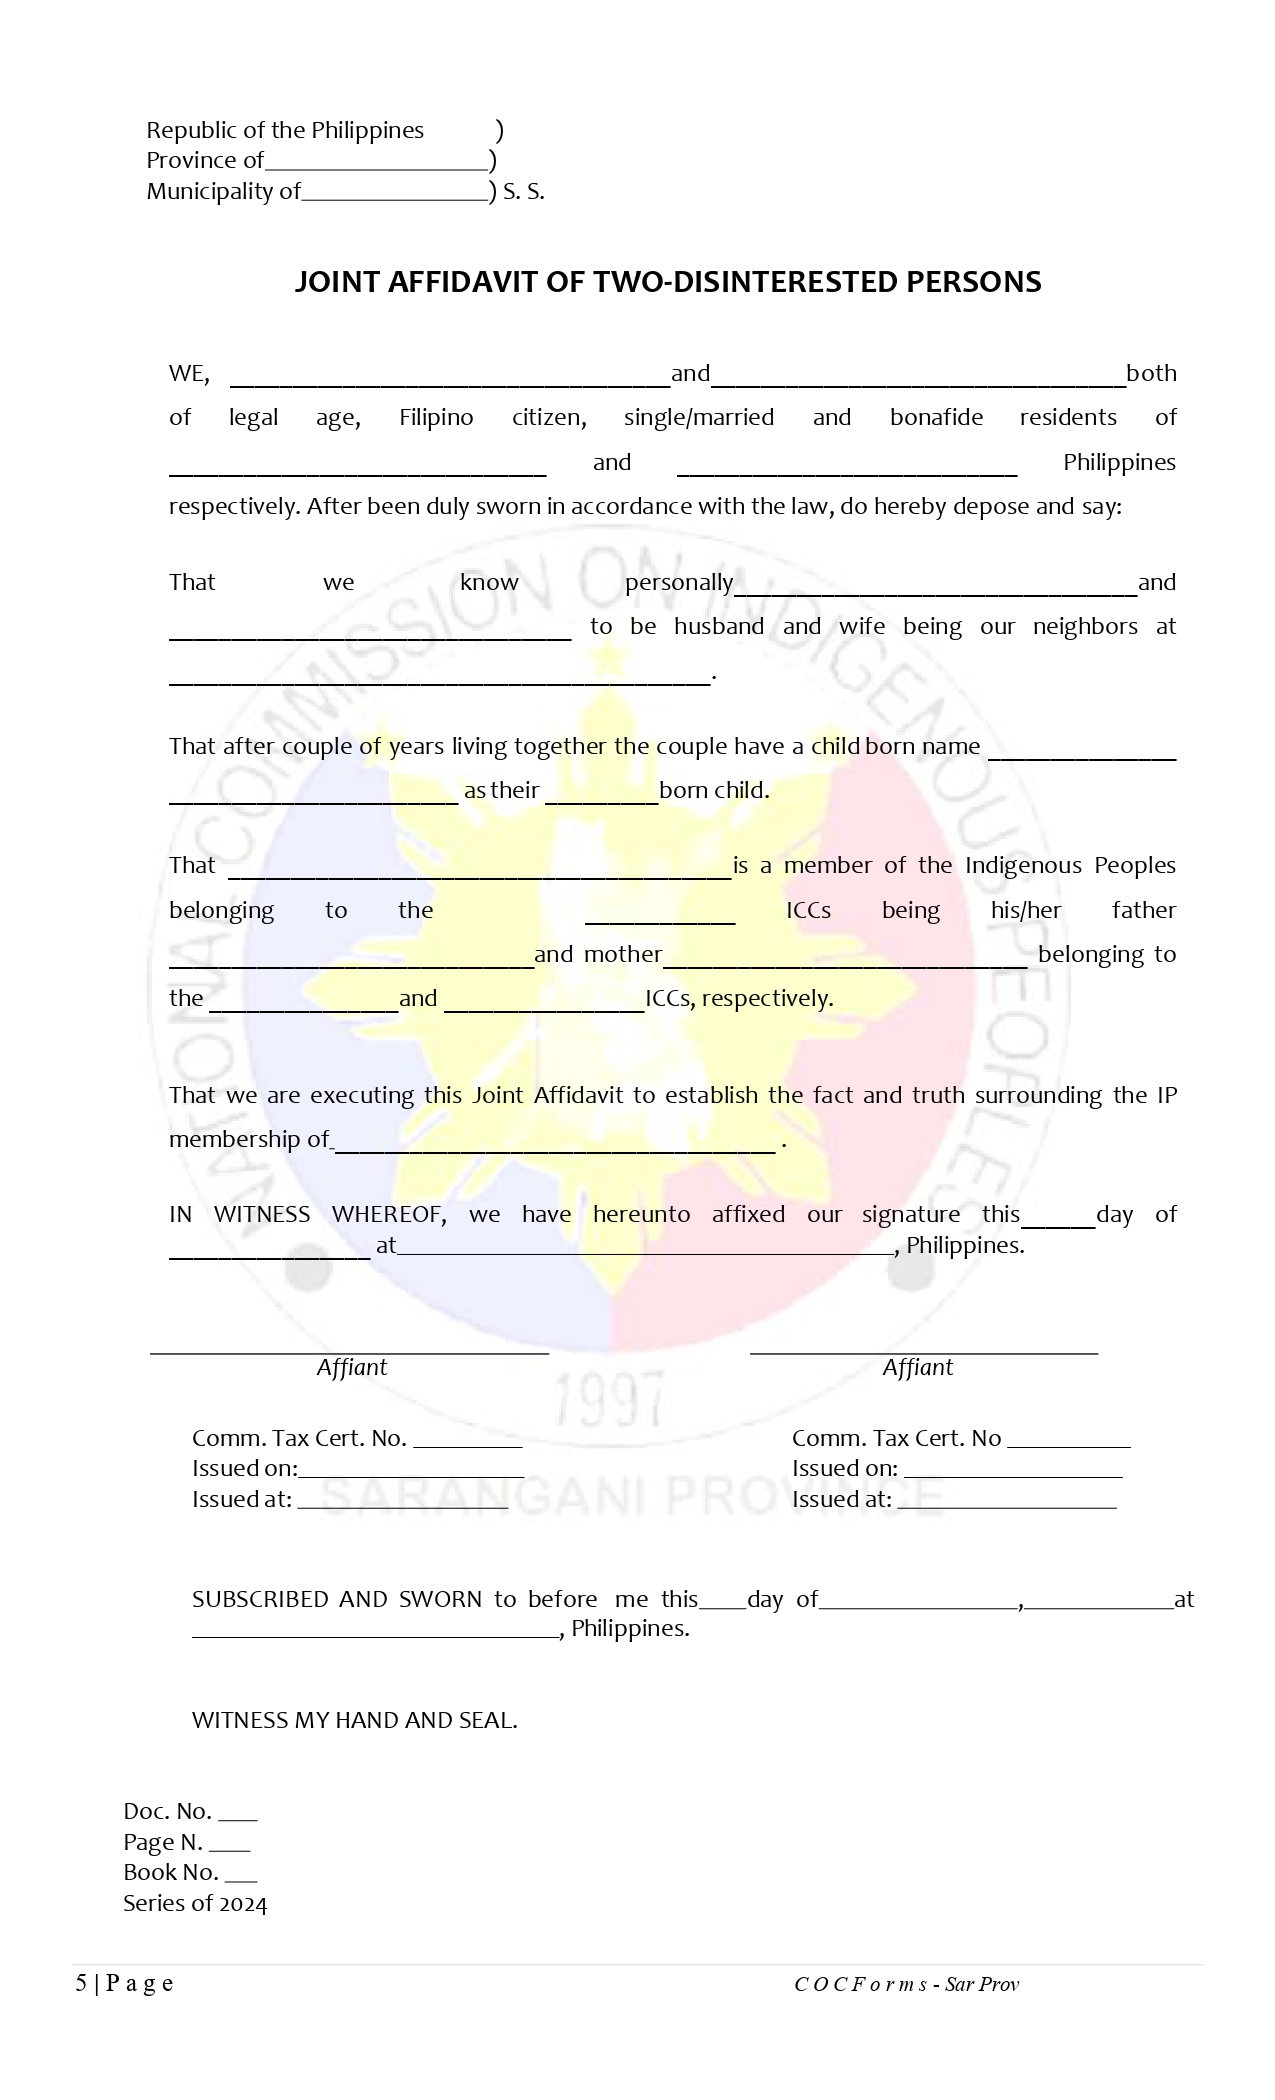 Republic of the Philippines )
Province of__________________)
Municipality of_______________) S. S.
JOINT AFFIDAVIT OF TWO-DISINTERESTED PERSONS
WE, ___________________________________and_________________________________both
of legal age, Filipino citizen, single/married and bonafide residents of
______________________________ and ___________________________ Philippines
respectively. After been duly sworn in accordance with the law, do hereby depose and say:
That we know personally________________________________and
________________________________ to be husband and wife being our neighbors at
___________________________________________.
That after couple of years living together the couple have a child born name _______________
_______________________ as their _________born child.
That ________________________________________is a member of the Indigenous Peoples
belonging to the ____________ ICCs being his/her father
_____________________________and mother_____________________________ belonging to
the _______________and ________________ICCs, respectively.
That we are executing this Joint Affidavit to establish the fact and truth surrounding the IP
membership of ___________________________________ .
IN WITNESS WHEREOF, we have hereunto affixed our signature this______day of
________________ at________________________________________, Philippines.
________________________________ ____________________________
Affiant Affiant
Comm. Tax Cert. No. _________ Comm. Tax Cert. No __________
Issued on:__________________ Issued on: __________________
Issued at: _________________ Issued at: __________________
SUBSCRIBED AND SWORN to before me this____day of________________,____________at
______________________________, Philippines.
WITNESS MY HAND AND SEAL.
Doc. No. ___
Page N. ___
Book No. ___
Series of 2024
5 | P a g e C O C F o r m s - Sar Prov
NATIONAL COMMISSION ON INDIGENOUS PEOPLES
1997
SARANGANI PROVINCE